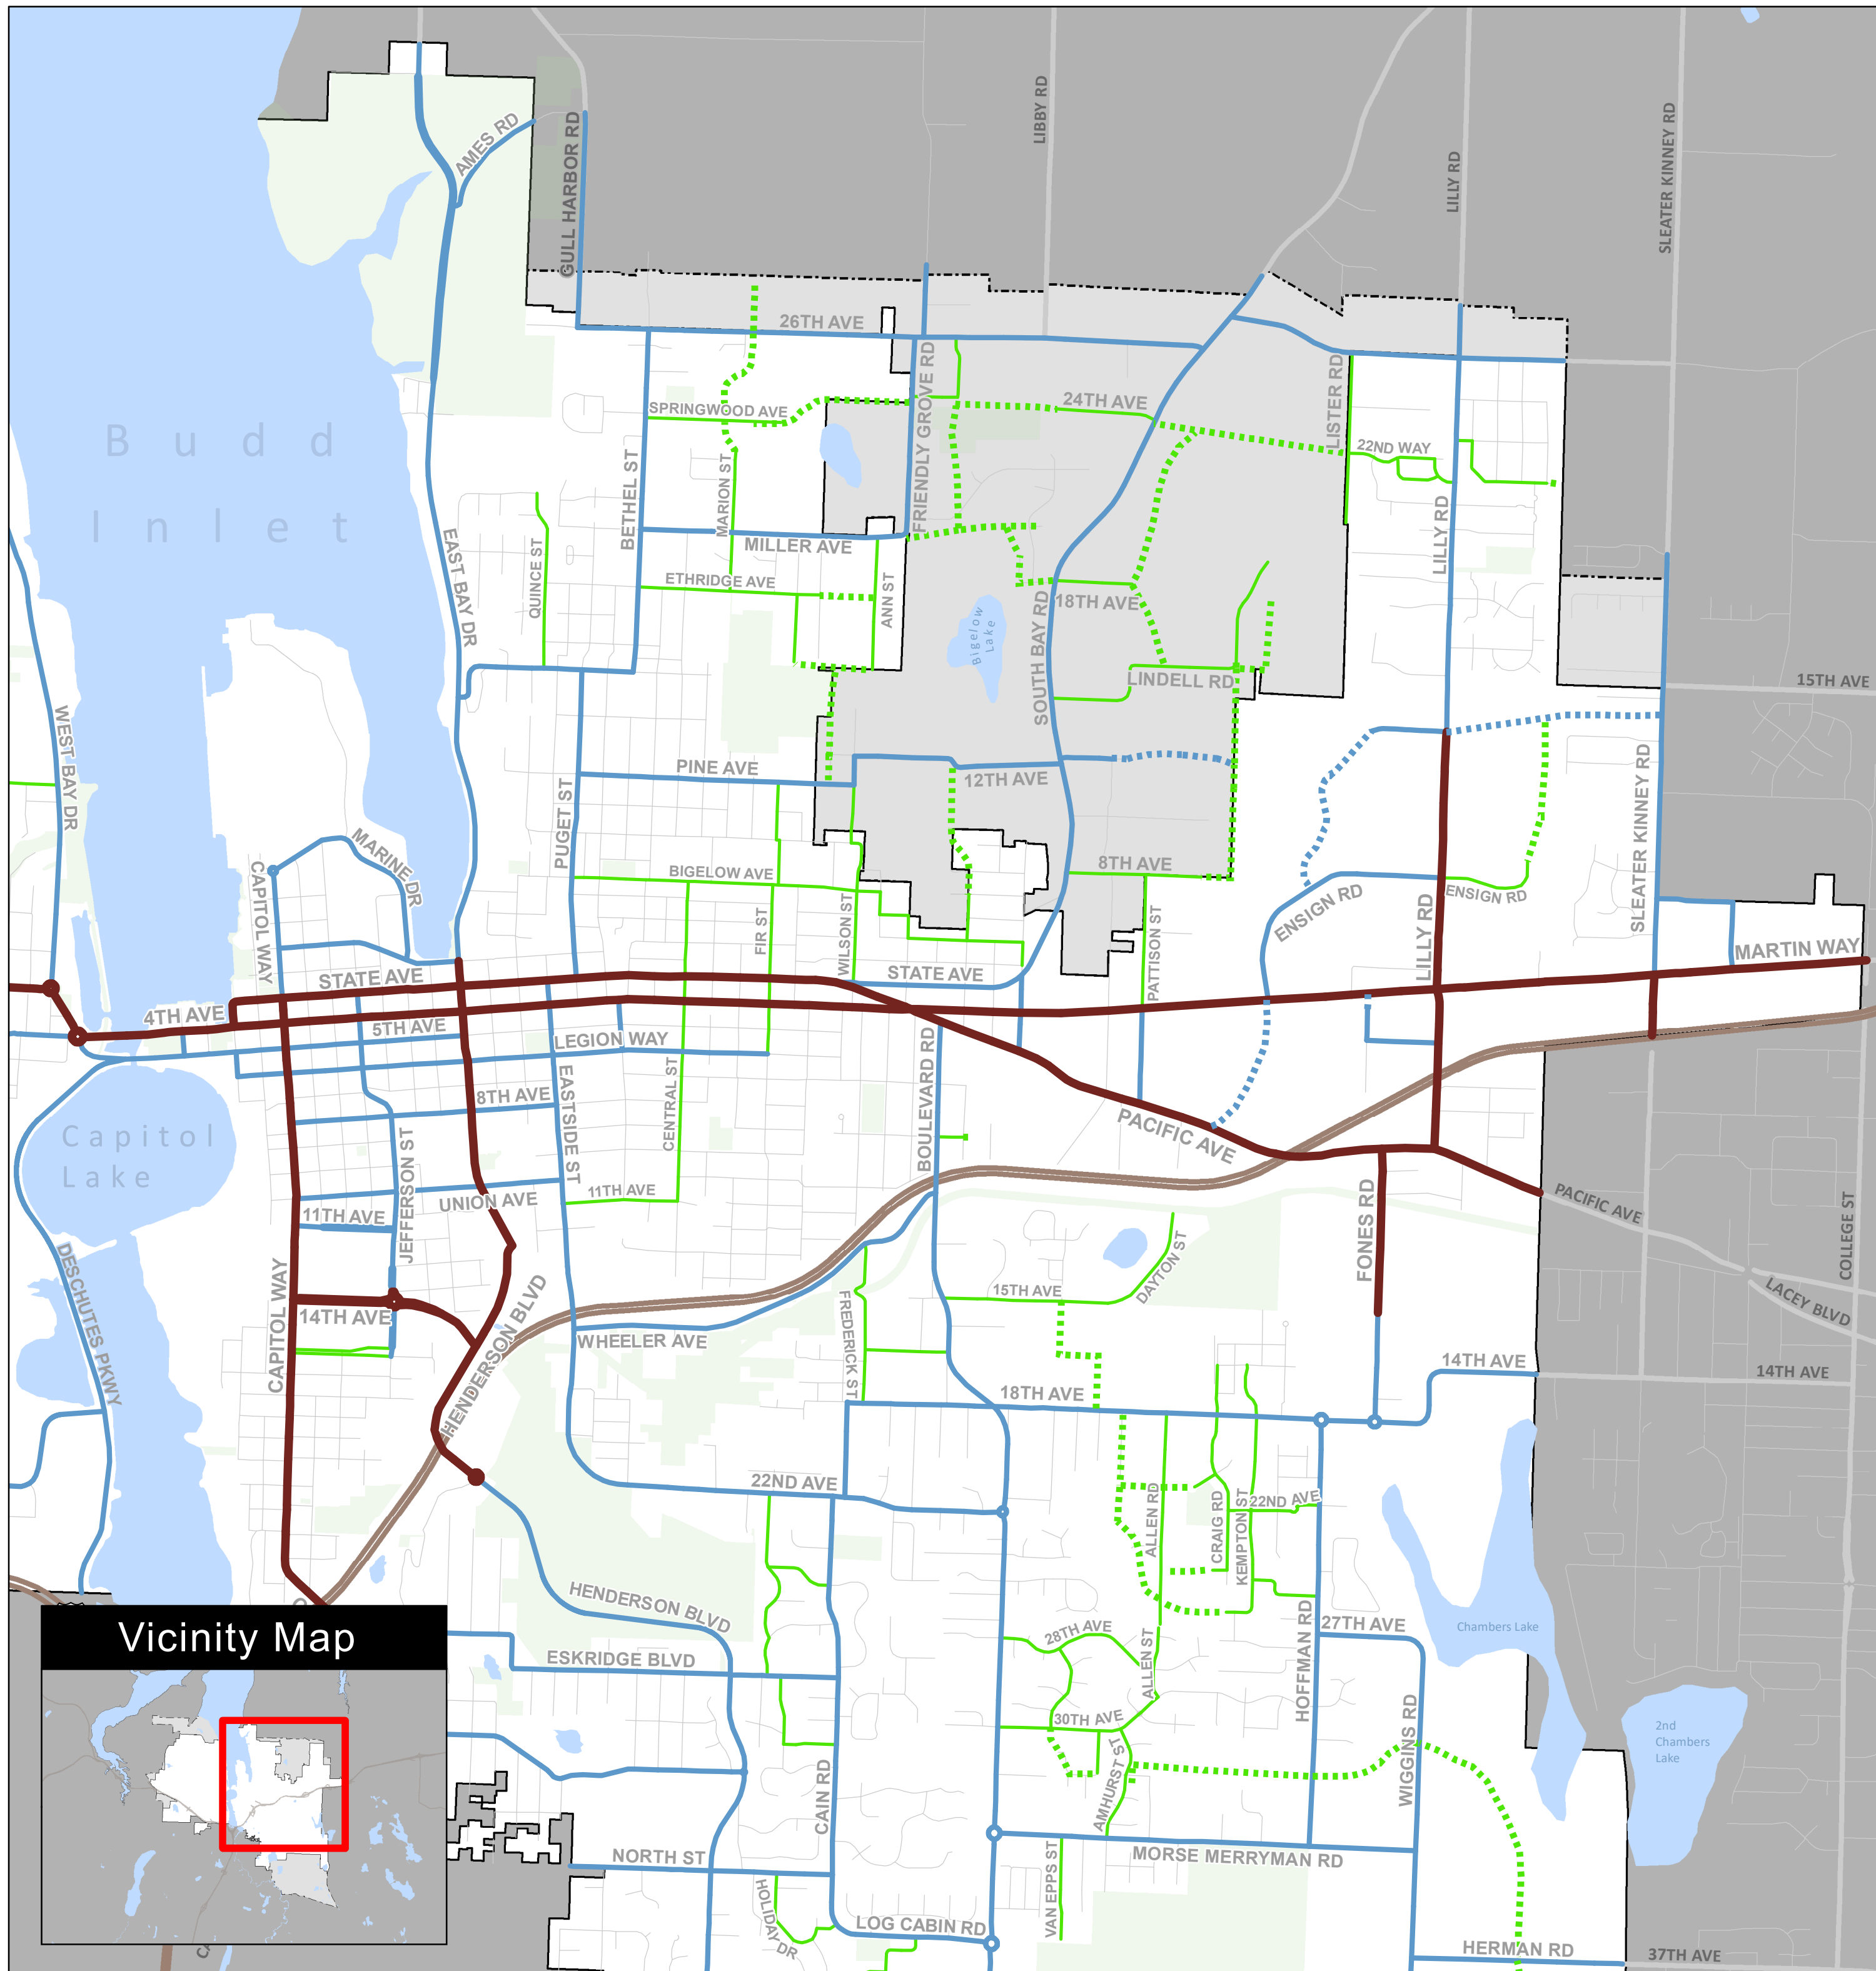 AMES RD
GULL HARBOR RD
LIBBY RD
LILLY RD
SLEATER KINNEY RD
26TH AVE
SPRINGWOOD AVE
FRIENDLY GROVE RD
24TH AVE
LISTER RD
22ND WAY
Budd
Inlet
BETHEL ST
MARION ST
MILLER AVE
LILLY RD
EAST BAY DR
QUINCE ST
ETHRIDGE AVE
ANN ST
18TH AVE
Bigelow
Lake
SOUTH BAY RD
LINDELL RD
15TH AVE
WEST BAY DR
PINE AVE
12TH AVE
PUGET ST
SLEATER KINNEY RD
MARINE DR
CAPITOL WAY
BIGELOW AVE
8TH AVE
ENSIGN RD
ENSIGN RD
FIR ST
WILSON ST
PATTISON ST
LILLY RD
MARTIN WAY
STATE AVE
STATE AVE
4TH AVE
5TH AVE
LEGION WAY
BOULEVARD RD
8TH AVE
EASTSIDE ST
CENTRAL ST
PACIFIC AVE
Capitol
Lake
JEFFERSON ST
UNION AVE
11TH AVE
11TH AVE
FONES RD
PACIFIC AVE
COLLEGE ST
DESCHUTES PKWY
CAPITOL WAY
14TH AVE
HENDERSON BLVD
WHEELER AVE
FREDERICK ST
15TH AVE
DAYTON ST
LACEY BLVD
14TH AVE
14TH AVE
18TH AVE
22ND AVE
ALLEN RD
CRAIG RD
KEMPTON ST
22ND AVE
HENDERSON BLVD
28TH AVE
ALLEN ST
HOFFMAN RD
27TH AVE
Chambers Lake
Vicinity Map
ESKRIDGE BLVD
30TH AVE
WIGGINS RD
2nd
Chambers
Lake
CAIN RD
AMHURST ST
NORTH ST
MORSE MERRYMAN RD
HOLIDAY DR
VAN EPPS ST
LOG CABIN RD
HERMAN RD
37TH AVE